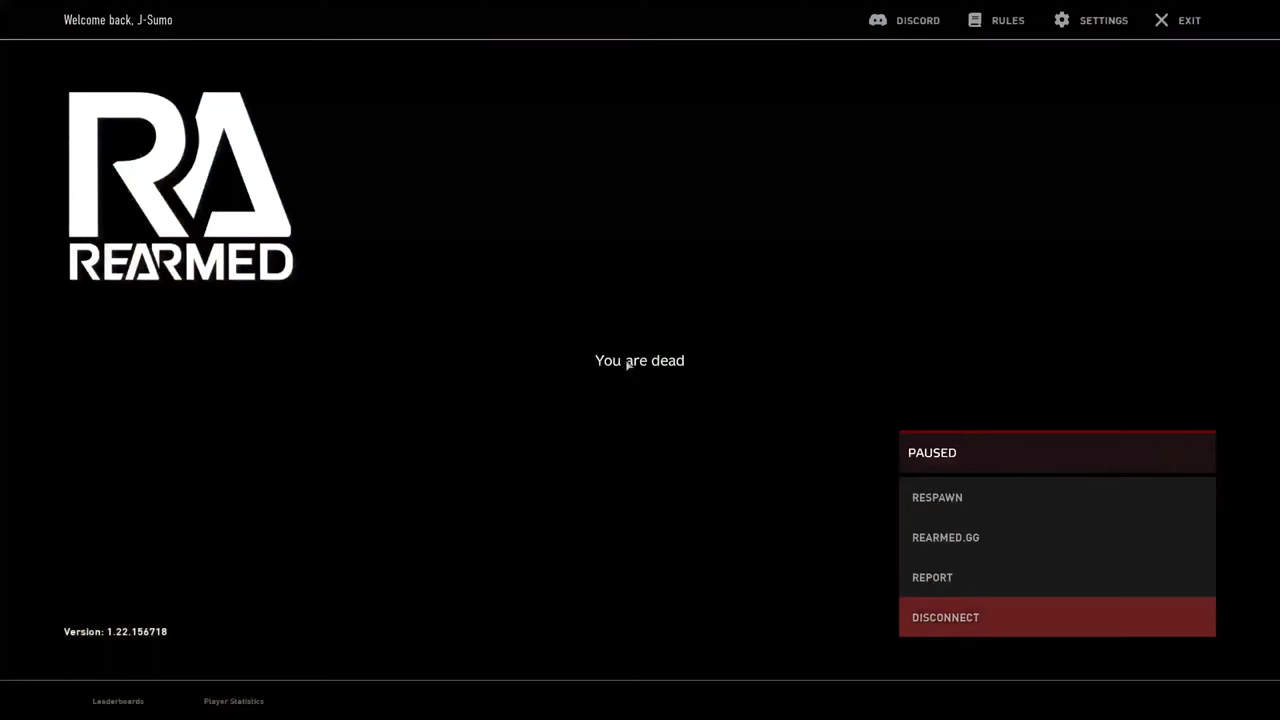 Welcome back, J-Sumo
DISCORD
RULES
SETTINGS
EXIT
RA
REARMED
You are dead
PAUSED
RESPAWN
REARMED.GG
REPORT
DISCONNECT
Version: 1.22.156718
Leaderboards
Player Statistics